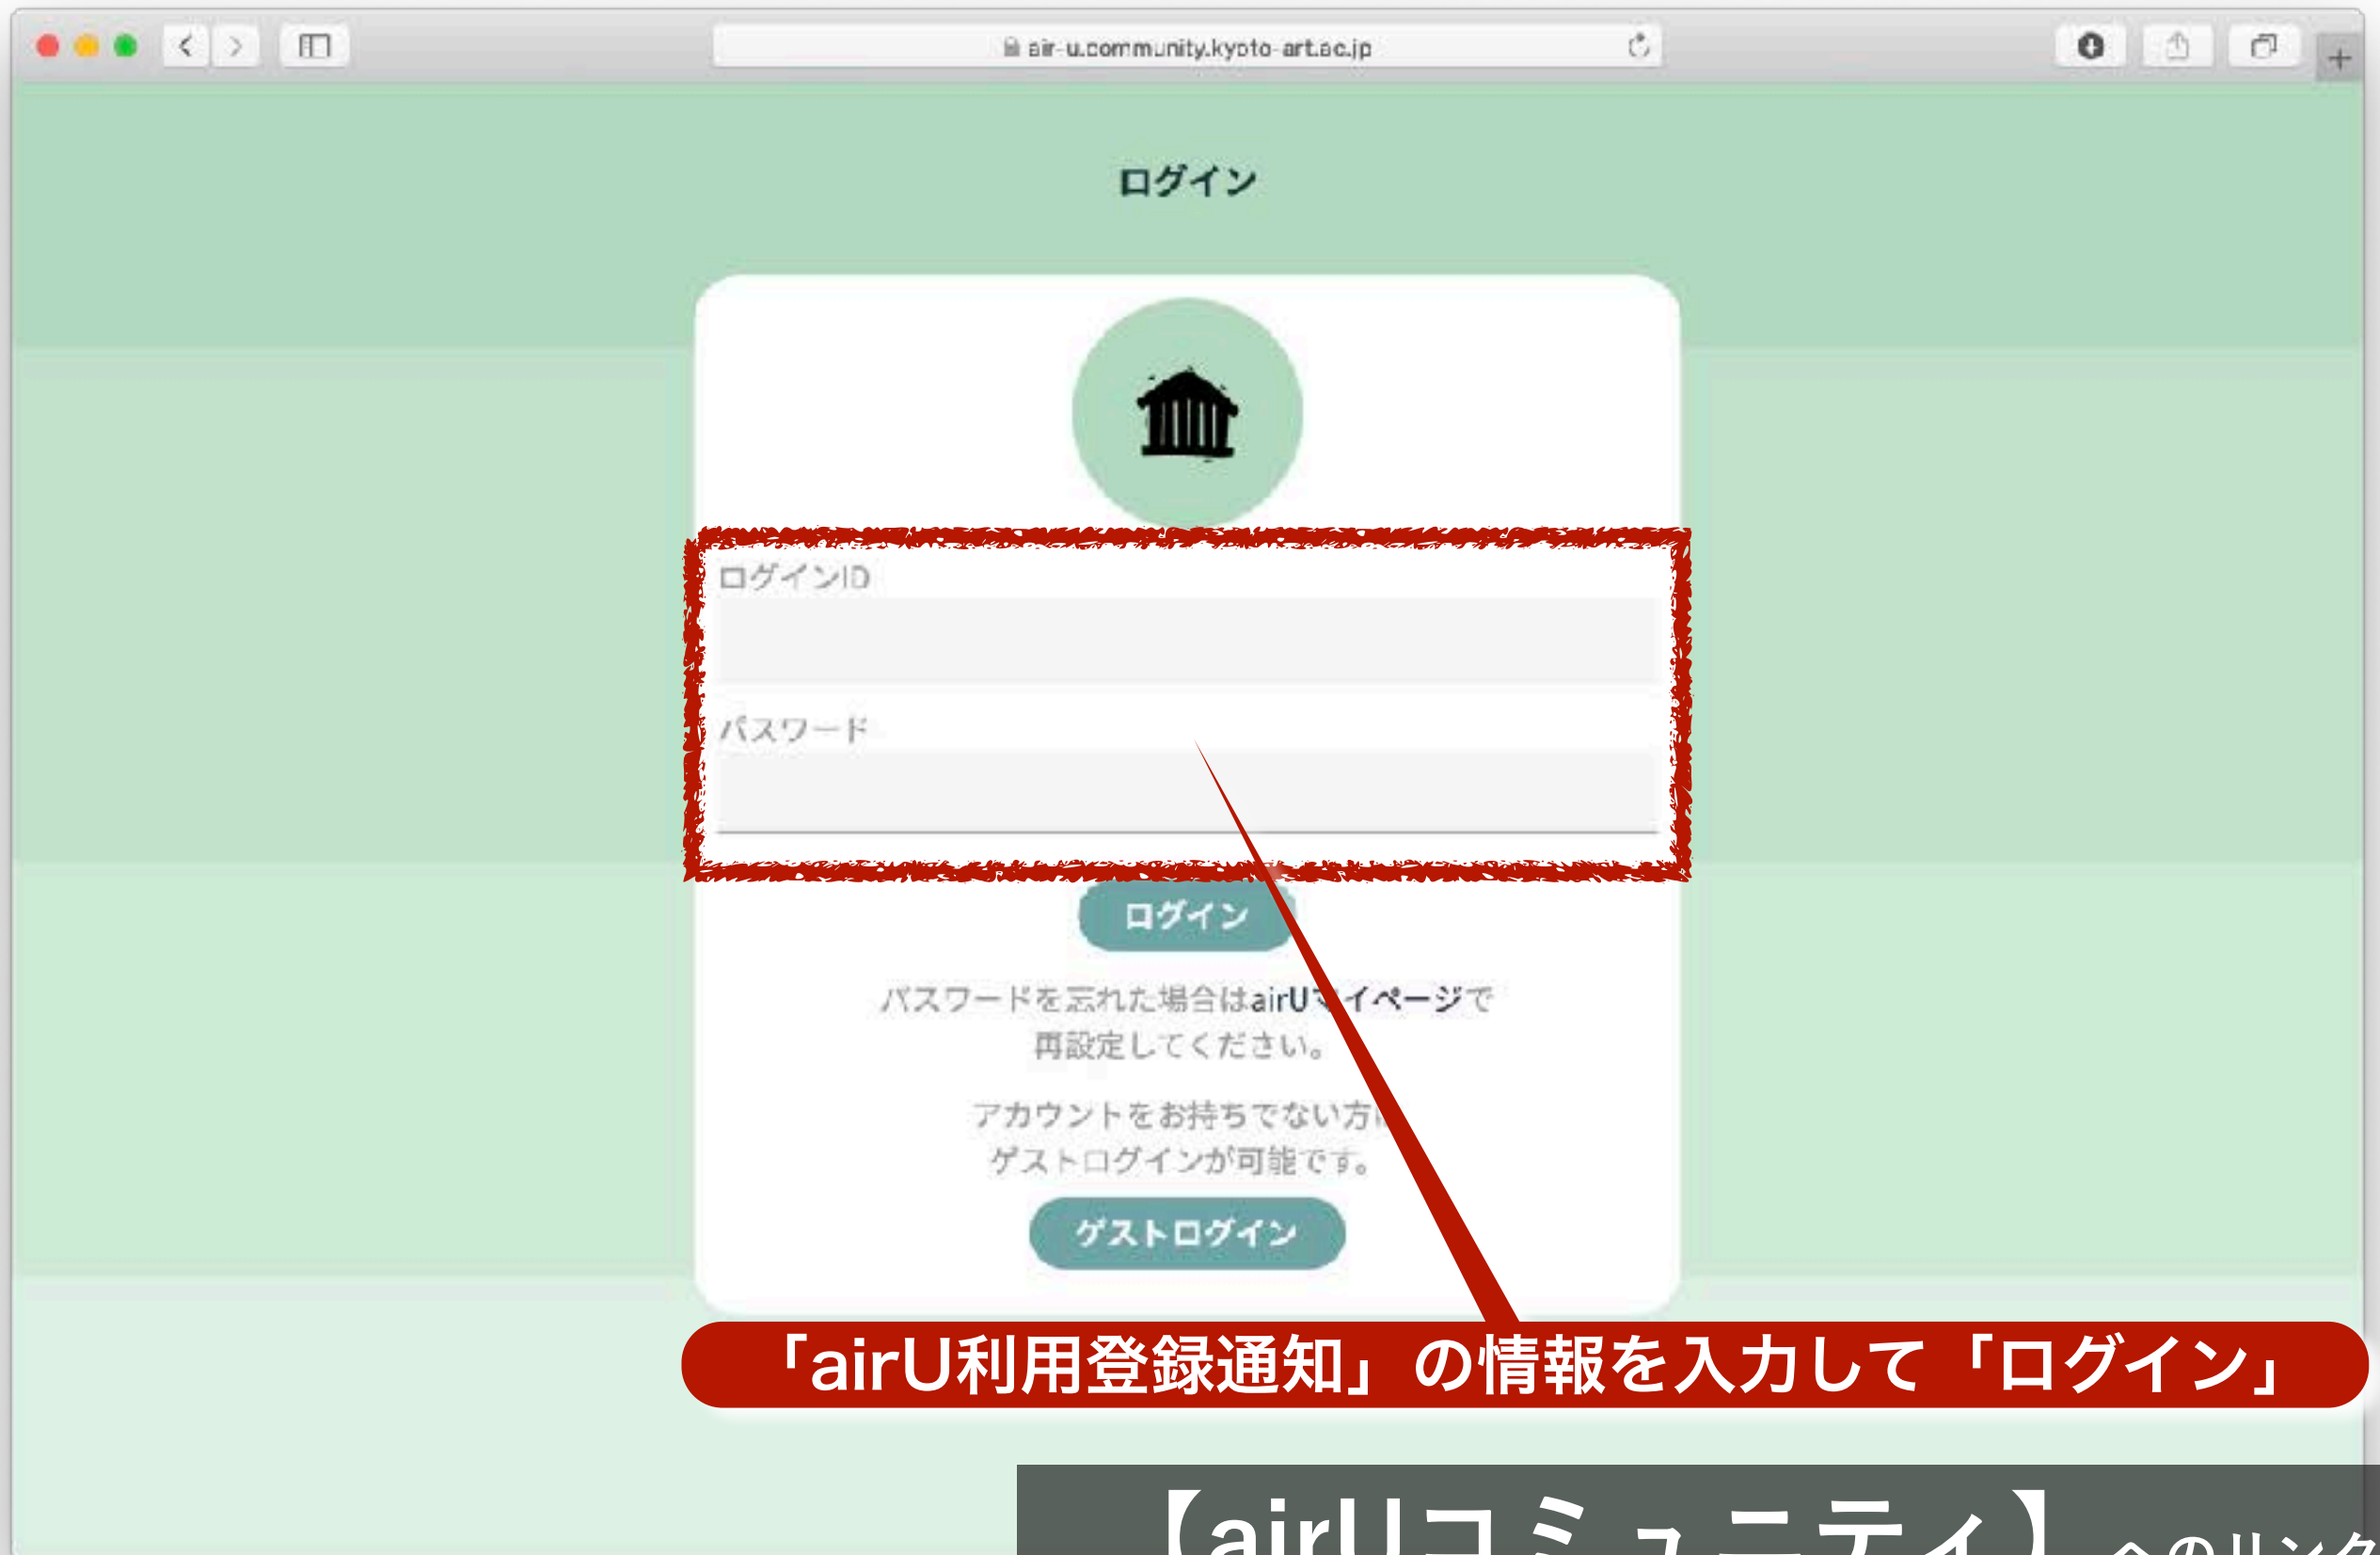 air-u.community.kyoto-art.ac.jp
ログイン
ログインID
パスワード
ログイン
パスワードを忘れた場合はairUマイページで
再設定してください。
アカウントをお持ちでない方
ゲストログインが可能です。
ゲストログイン
「airU利用登録通知」の情報を入力して「ログイン」
【airUコミュニティ】へのリンク